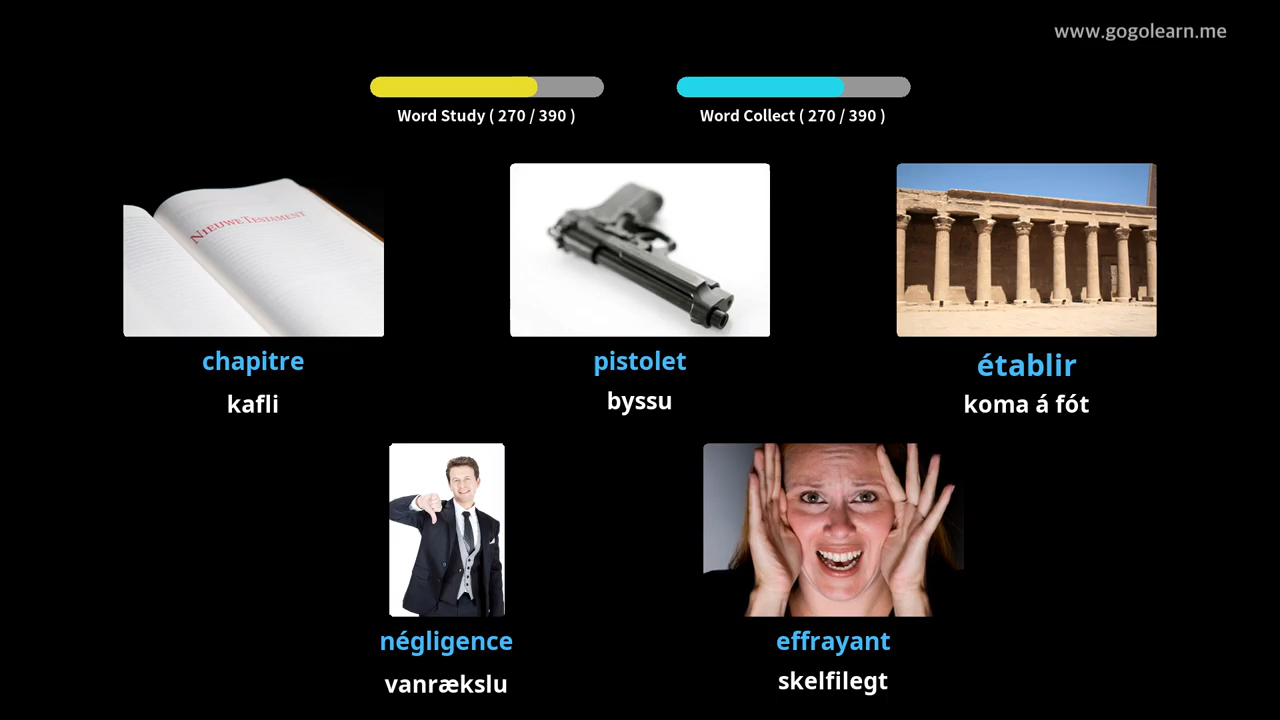 www.gogolearn.me
Word Study ( 270 / 390 )
Word Collect ( 270 / 390 )
NIEUWE TESTAMENT
chapitre
pistolet
établir
kafli
byssu
koma á fót
négligence
effrayant
vanrækslu
skelfilegt